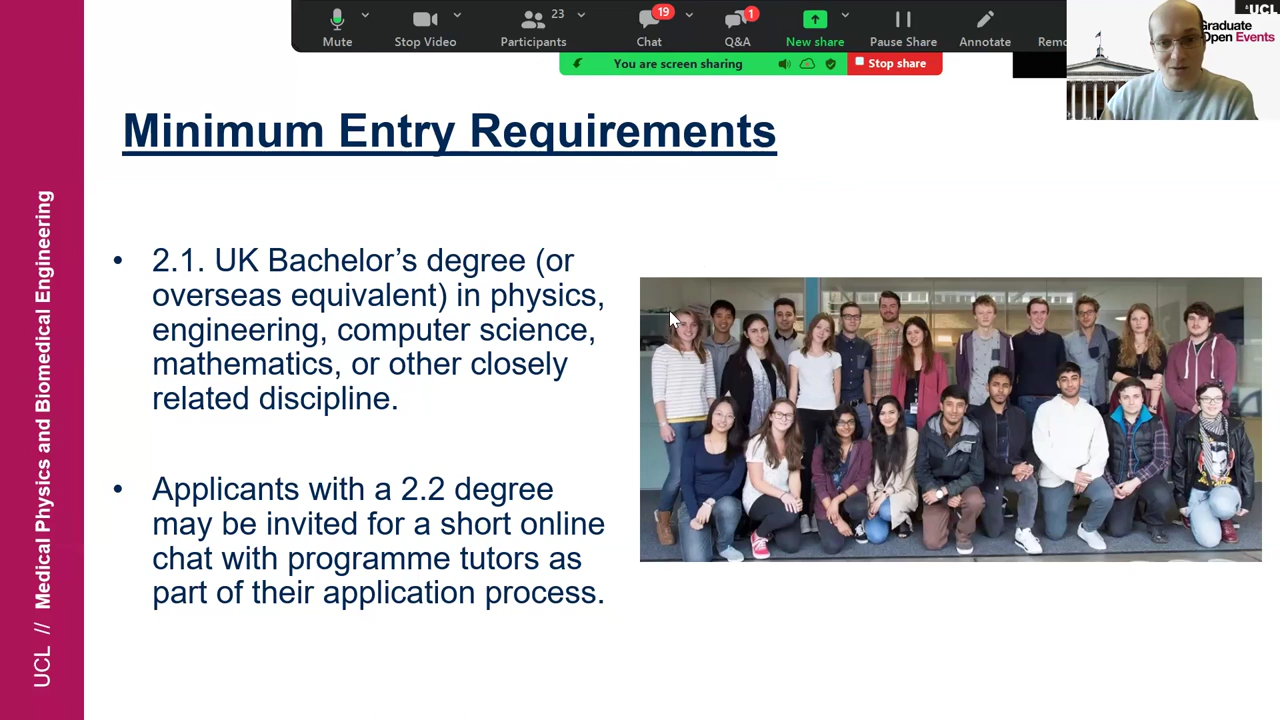 Mute
Stop Video
23
Participants
19
Chat
1
Q&A
New share
Pause Share
Annotate
You are screen sharing
Stop share
UCL
Graduate
Open Events
Minimum Entry Requirements
• 2.1. UK Bachelor’s degree (or
overseas equivalent) in physics,
engineering, computer science,
mathematics, or other closely
related discipline.
• Applicants with a 2.2 degree
may be invited for a short online
chat with programme tutors as
part of their application process.
UCL // Medical Physics and Biomedical Engineering